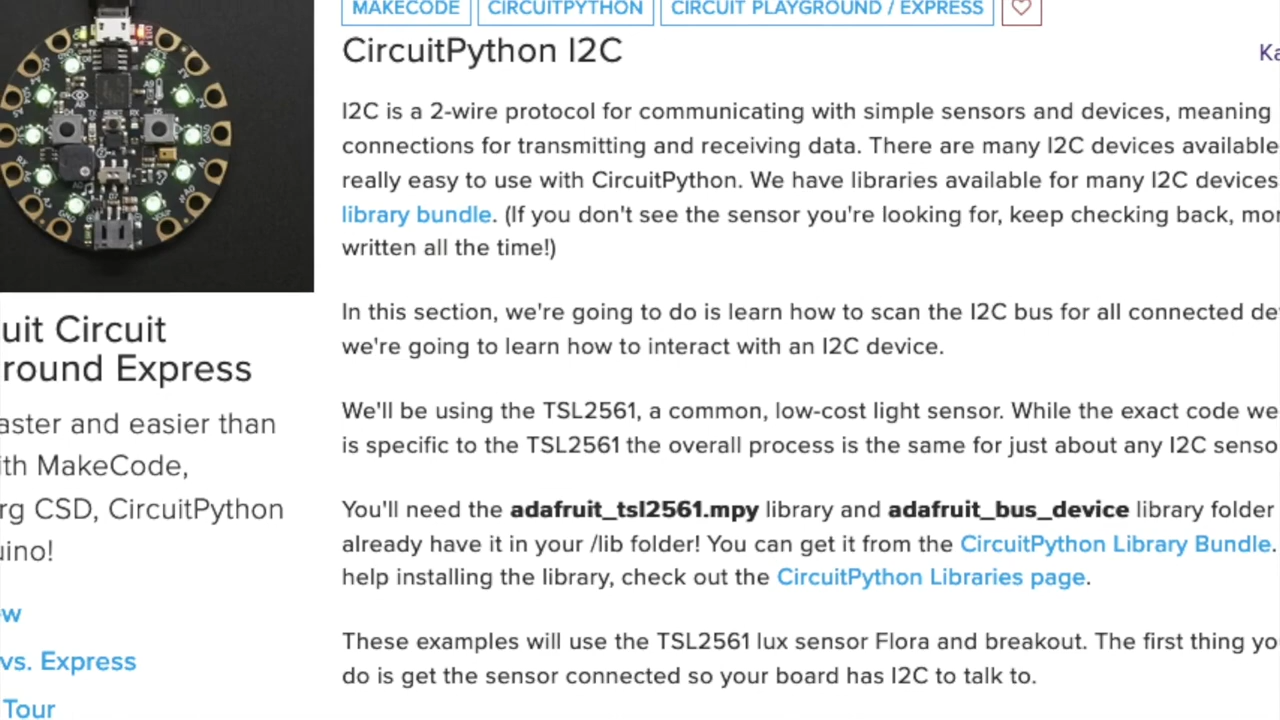 MAKECODE CIRCUITPYTHON CIRCUIT PLAYGROUND / EXPRESS
CircuitPython I2C
I2C is a 2-wire protocol for communicating with simple sensors and devices, meaning
connections for transmitting and receiving data. There are many I2C devices available
really easy to use with CircuitPython. We have libraries available for many I2C devices
library bundle. (If you don't see the sensor you're looking for, keep checking back,
written all the time!)
In this section, we're going to do is learn how to scan the I2C bus for all connected
we're going to learn how to interact with an I2C device.
We'll be using the TSL2561, a common, low-cost light sensor. While the exact code we
is specific to the TSL2561 the overall process is the same for just about any I2C
You'll need the adafruit_tsl2561.mpy library and adafruit_bus_device library folder
already have it in your /lib folder! You can get it from the CircuitPython Library Bundle.
help installing the library, check out the CircuitPython Libraries page.
These examples will use the TSL2561 lux sensor Flora and breakout. The first thing
do is get the sensor connected so your board has I2C to talk to.
uit Circuit
round Express
aster and easier than
ith MakeCode,
rg CSD, CircuitPython
uino!
ew
vs. Express
Tour